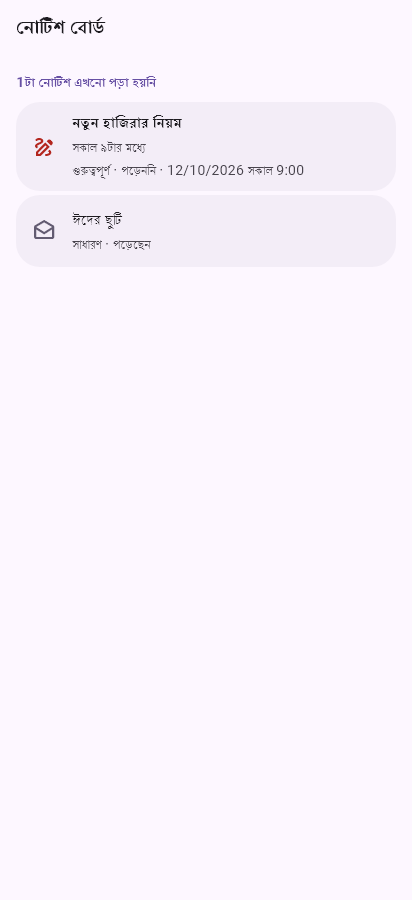 নোটিশ বোর্ড
1টা নোটিশ এখনো পড়া হয়নি
নতুন হাজিরার নিয়ম
সকাল ৯টার মধ্যে
গুরুত্বপূর্ণ · পড়েননি · 12/10/2026 সকাল 9:00
ঈদের ছুটি
সাধারণ · পড়েছেন